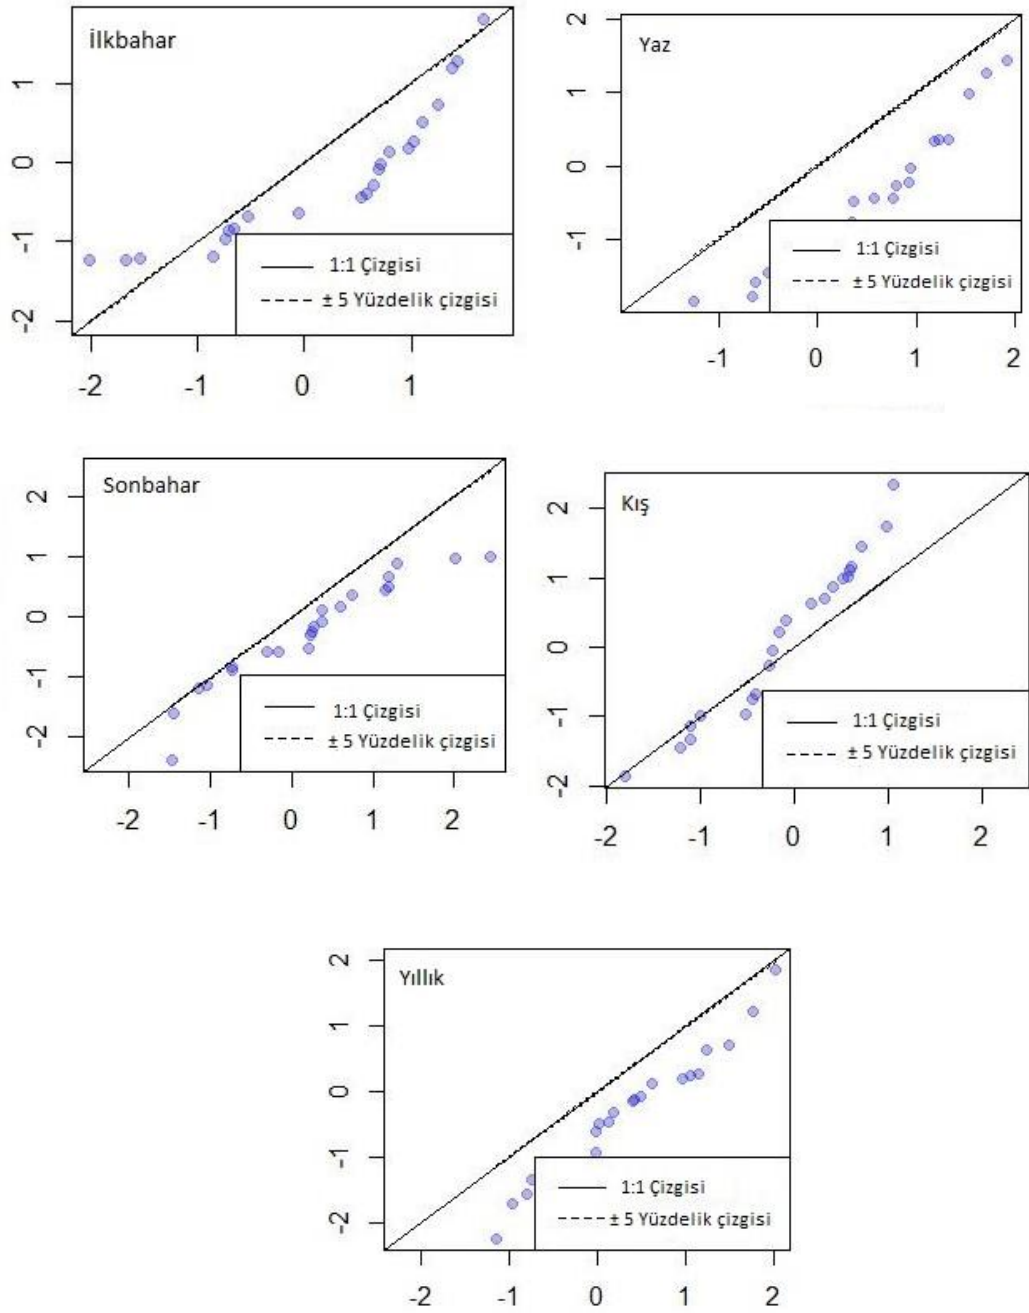 İlkbahar
1
0
-1
-2
1:1 Çizgisi
± 5 Yüzdelik çizgisi
-2 -1 0 1
Yaz
2
1
0
-1
1:1 Çizgisi
± 5 Yüzdelik çizgisi
-1 0 1 2
Sonbahar
2
1
0
-1
-2
1:1 Çizgisi
± 5 Yüzdelik çizgisi
-2 -1 0 1 2
Kış
2
1
0
-1
-2
1:1 Çizgisi
± 5 Yüzdelik çizgisi
-2 -1 0 1 2
Yıllık
2
1
0
-1
-2
1:1 Çizgisi
± 5 Yüzdelik çizgisi
-2 -1 0 1 2